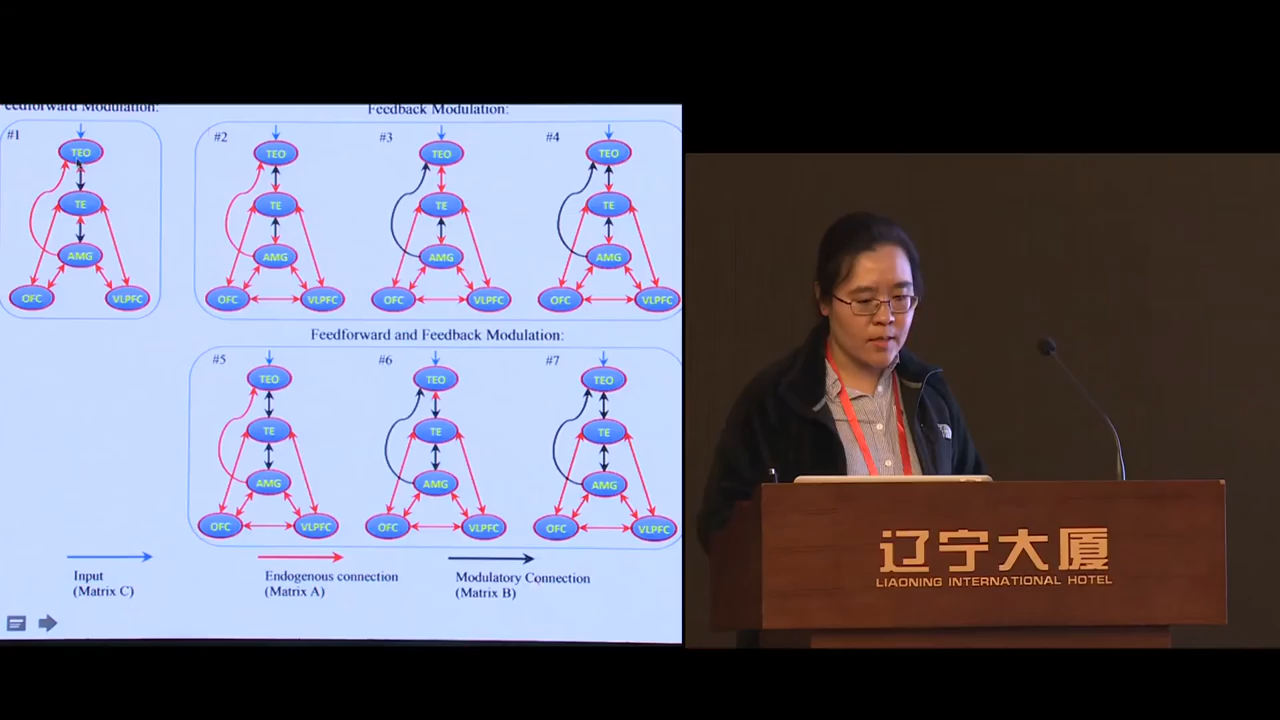 eedforward Modulation:
Feedback Modulation:
#1
TEO
TE
AMG
OFC
VLPFC
#2
TEO
TE
AMG
OFC
VLPFC
#3
TEO
TE
AMG
OFC
VLPFC
#4
TEO
TE
AMG
OFC
VLPFC
Feedforward and Feedback Modulation:
#5
TEO
TE
AMG
OFC
VLPFC
#6
TEO
TE
AMG
OFC
VLPFC
#7
TEO
TE
AMG
OFC
VLPFC
Input
(Matrix C)
Endogenous connection
(Matrix A)
Modulatory Connection
(Matrix B)
辽宁大厦
LIAONING INTERNATIONAL HOTEL